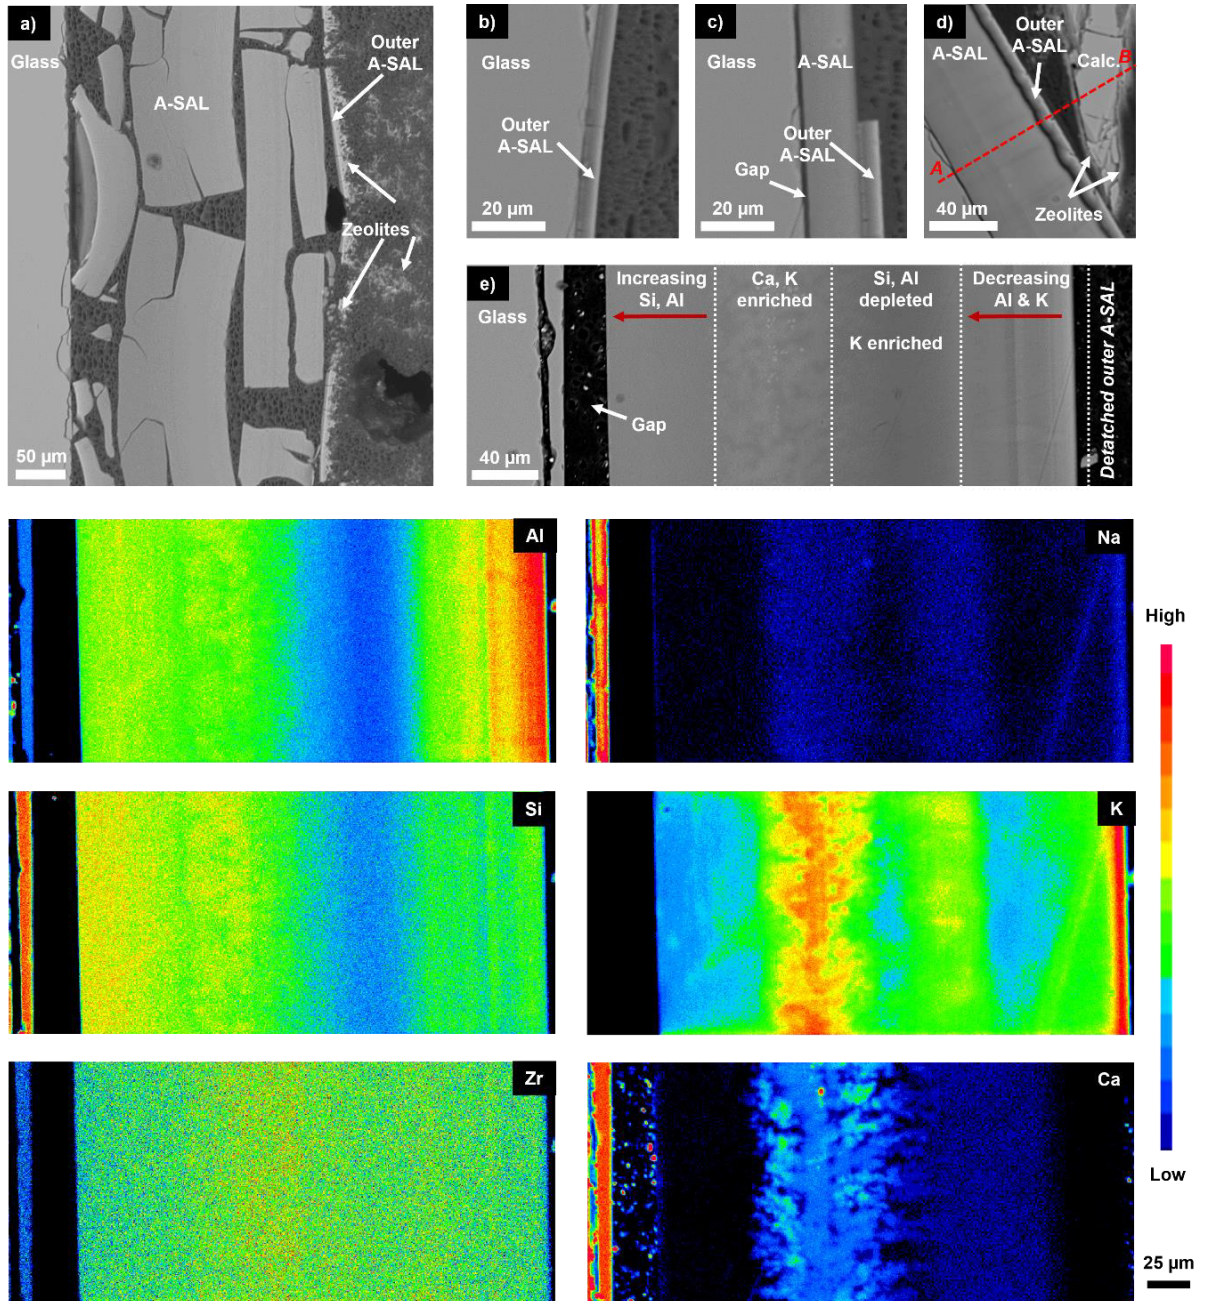 a)
Glass
A-SAL
Outer
A-SAL
Zeolites
50 µm
b)
Glass
Outer
A-SAL
20 µm
c)
Glass
A-SAL
Outer
A-SAL
Gap
20 µm
d)
A-SAL
Outer
A-SAL
Calc.
B
A
Zeolites
40 µm
e)
Glass
Gap
Increasing
Si, Al
Ca, K
enriched
Si, Al
depleted
K enriched
Decreasing
Al & K
Detatched outer A-SAL
40 µm
Al
Na
Si
K
Zr
Ca
High
Low
25 µm